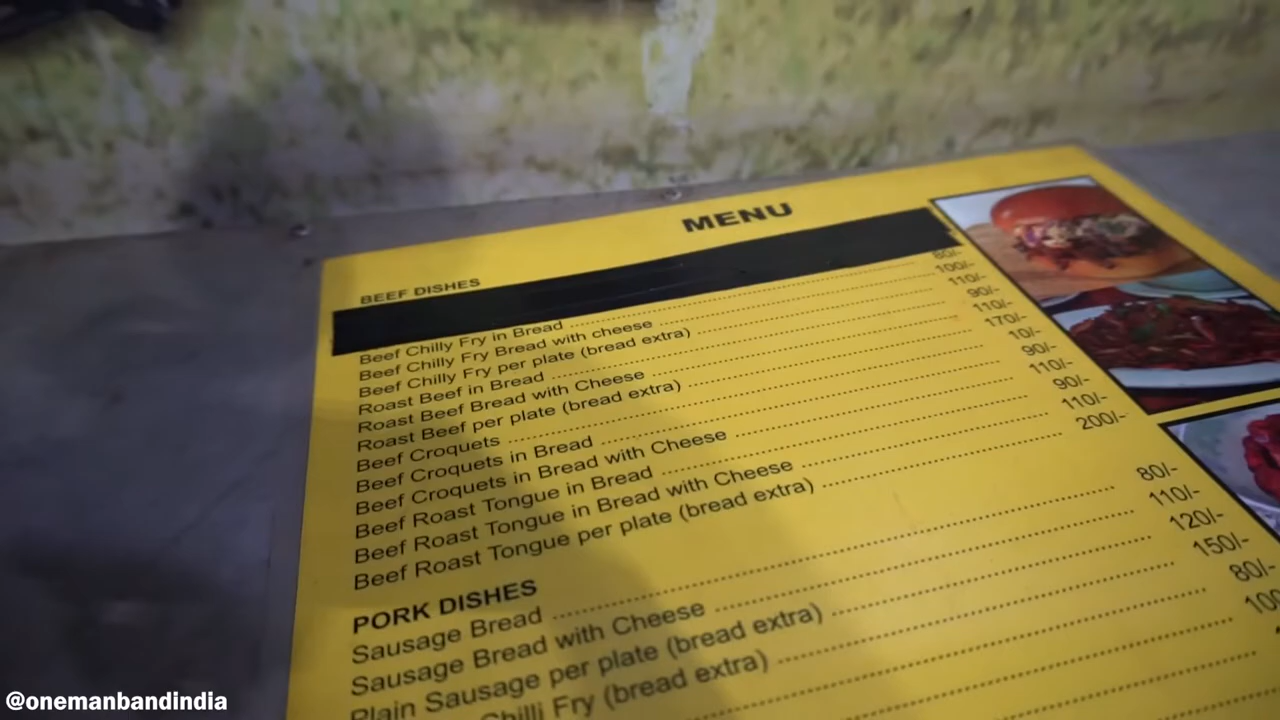 MENU
BEEF DISHES
Beef Chilly Fry in Bread ........ 80/-
Beef Chilly Fry Bread with cheese ........ 100/-
Beef Chilly Fry per plate (bread extra) ........ 110/-
Roast Beef in Bread ........ 90/-
Roast Beef Bread with Cheese ........ 110/-
Roast Beef per plate (bread extra) ........ 170/-
Beef Croquets ........ 10/-
Beef Croquets in Bread ........ 90/-
Beef Croquets in Bread with Cheese ........ 110/-
Beef Roast Tongue in Bread ........ 90/-
Beef Roast Tongue in Bread with Cheese ........ 110/-
Beef Roast Tongue per plate (bread extra) ........ 200/-
PORK DISHES
Sausage Bread ........ 80/-
Sausage Bread with Cheese ........ 110/-
Plain Sausage per plate (bread extra) ........ 120/-
Chilli Fry (bread extra) ........ 150/-
80/-
@onemanbandindia